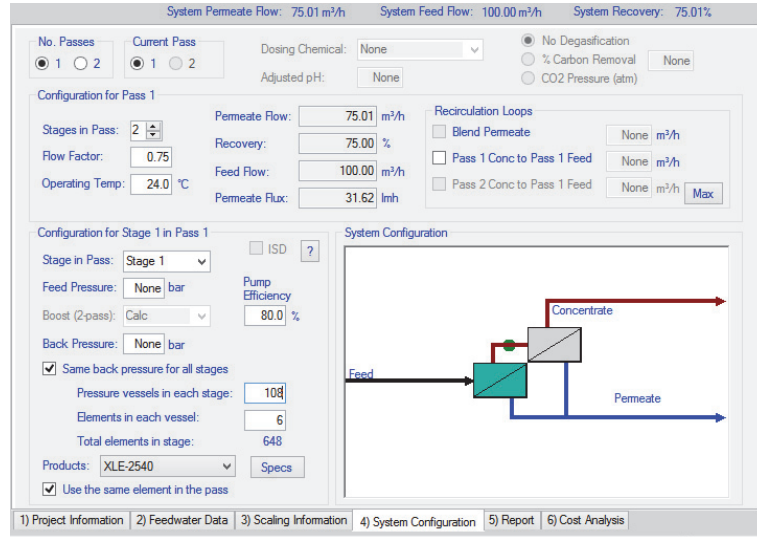 System Permeate Flow: 75.01 m³/h System Feed Flow: 100.00 m³/h System Recovery: 75.01%
No. Passes
1 2
Current Pass
1 2
Dosing Chemical: None
Adjusted pH: None
No Degasification
% Carbon Removal None
CO2 Pressure (atm)
Configuration for Pass 1
Stages in Pass: 2
Flow Factor: 0.75
Operating Temp: 24.0 °C
Permeate Flow: 75.01 m³/h
Recovery: 75.00 %
Feed Flow: 100.00 m³/h
Permeate Flux: 31.62 lmh
Recirculation Loops
Blend Permeate None m³/h
Pass 1 Conc to Pass 1 Feed None m³/h
Pass 2 Conc to Pass 1 Feed None m³/h Max
Configuration for Stage 1 in Pass 1
ISD ?
Stage in Pass: Stage 1
Feed Pressure: None bar
Pump
Efficiency
Boost (2-pass): Calc 80.0 %
Back Pressure: None bar
Same back pressure for all stages
Pressure vessels in each stage: 108
Elements in each vessel: 6
Total elements in stage: 648
Products: XLE-2540 Specs
Use the same element in the pass
System Configuration
Concentrate
Feed
Permeate
1) Project Information 2) Feedwater Data 3) Scaling Information 4) System Configuration 5) Report 6) Cost Analysis